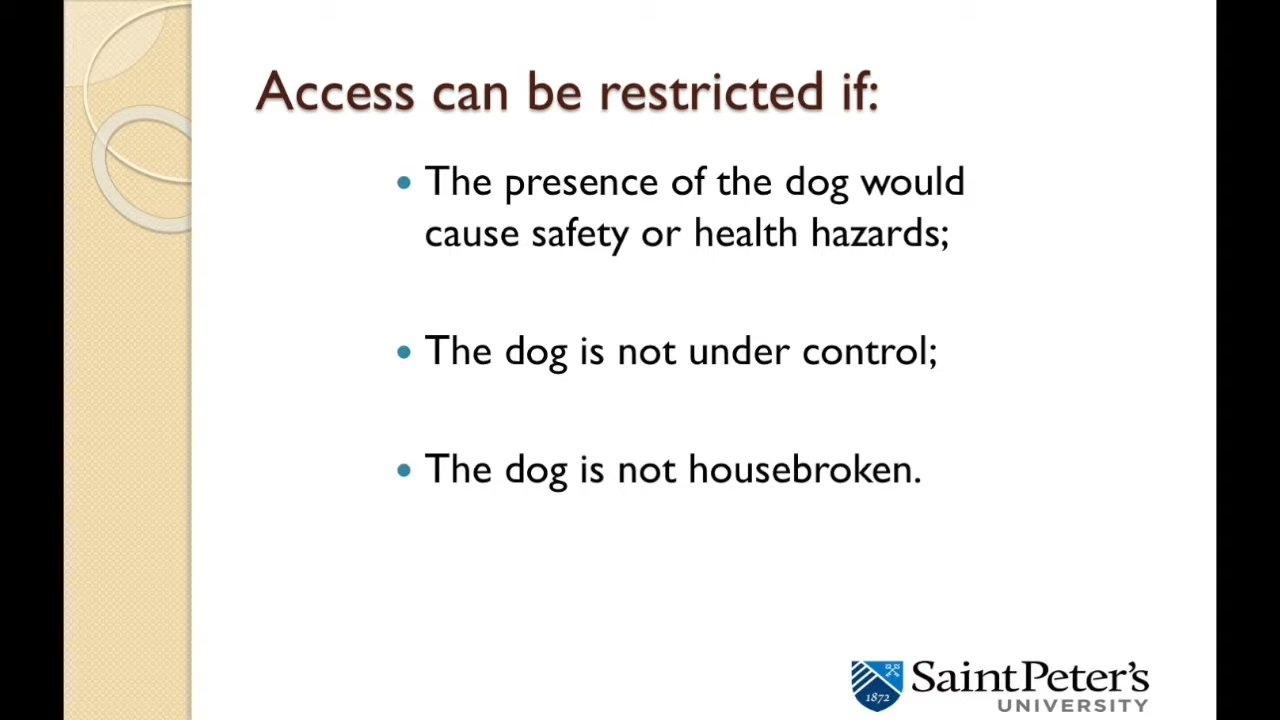 Access can be restricted if:
• The presence of the dog would
cause safety or health hazards;
• The dog is not under control;
• The dog is not housebroken.
1872
Saint Peter's
UNIVERSITY